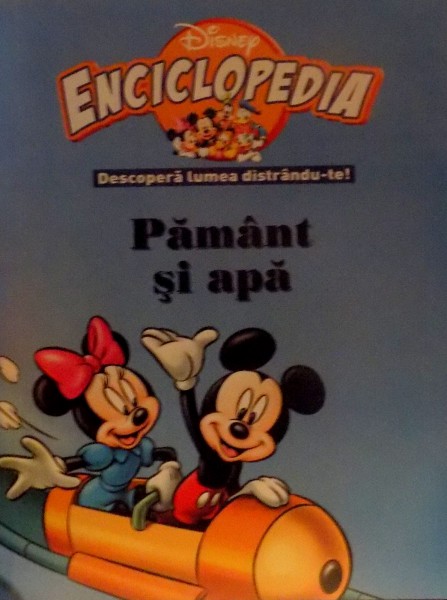 Disney
ENCICLOPEDIA
Descoperă lumea distrându-te!
Pământ
şi apă